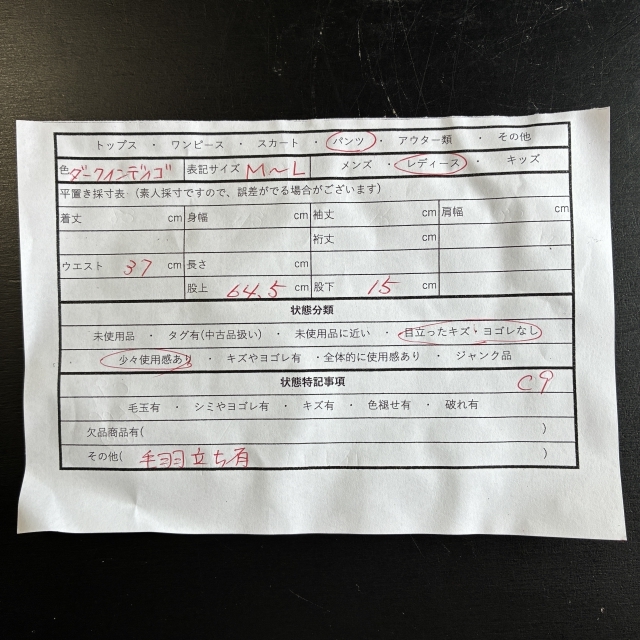 トップス ・ ワンピース ・ スカート ・ パンツ ・ アウター類 ・ その他
色 ダークインデゴ 表記サイズ M〜L メンズ ・ レディース ・ キッズ
平置き採寸表 （素人採寸ですので、誤差がでる場合がございます）
着丈 cm 身幅 cm 袖丈 cm 肩幅 cm
裄丈 cm
ウエスト 37 cm 長さ cm
股上 64.5 cm 股下 15 cm
状態分類
未使用品 ・ タグ有(中古品扱い) ・ 未使用品に近い ・ 目立ったキズ・ヨゴレなし
少々使用感あり ・ キズやヨゴレ有 ・全体的に使用感あり ・ ジャンク品
状態特記事項 C9
毛玉有 ・ シミやヨゴレ有 ・ キズ有 ・ 色褪せ有 ・ 破れ有
欠品商品有( )
その他( 毛羽立ち有 )